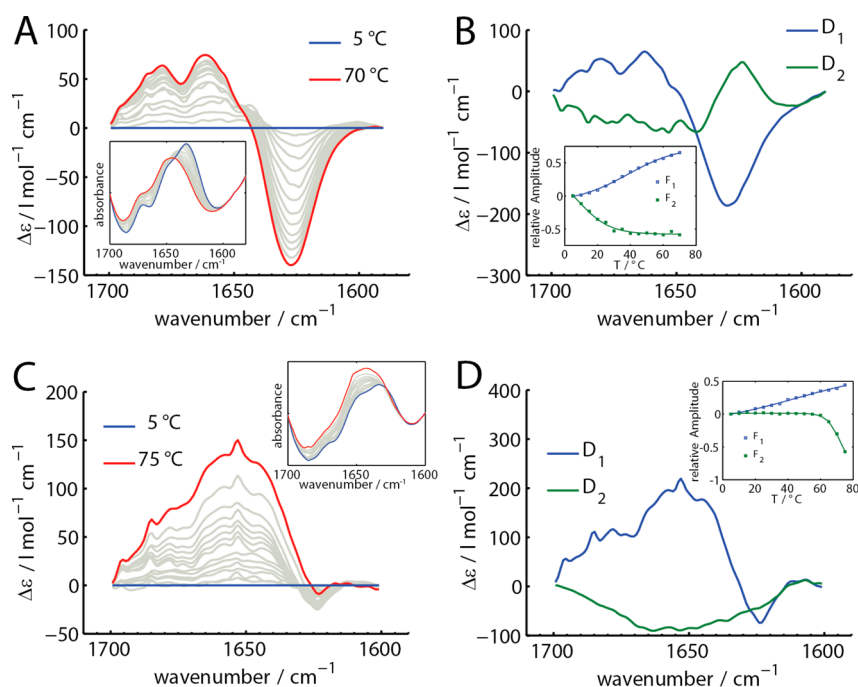 A
Δε / l mol⁻¹ cm⁻¹
100
50
0
−50
−100
−150
5 °C
70 °C
absorbance
1700 1650 1600
wavenumber / cm⁻¹
1700 1650 1600
wavenumber / cm⁻¹
B
Δε / l mol⁻¹ cm⁻¹
100
0
−100
−200
−300
D₁
D₂
relative Amplitude
0.5
0
−0.5
F₁
F₂
0 20 40 60 80
T / °C
1700 1650 1600
wavenumber / cm⁻¹
C
Δε / l mol⁻¹ cm⁻¹
200
150
100
50
0
−50
5 °C
75 °C
absorbance
1700 1650 1600
wavenumber / cm⁻¹
1700 1650 1600
wavenumber / cm⁻¹
D
Δε / l mol⁻¹ cm⁻¹
400
300
200
100
0
−100
D₁
D₂
relative Amplitude
0.5
0
−0.5
−1
F₁
F₂
0 20 40 60 80
T / °C
1700 1650 1600
wavenumber / cm⁻¹